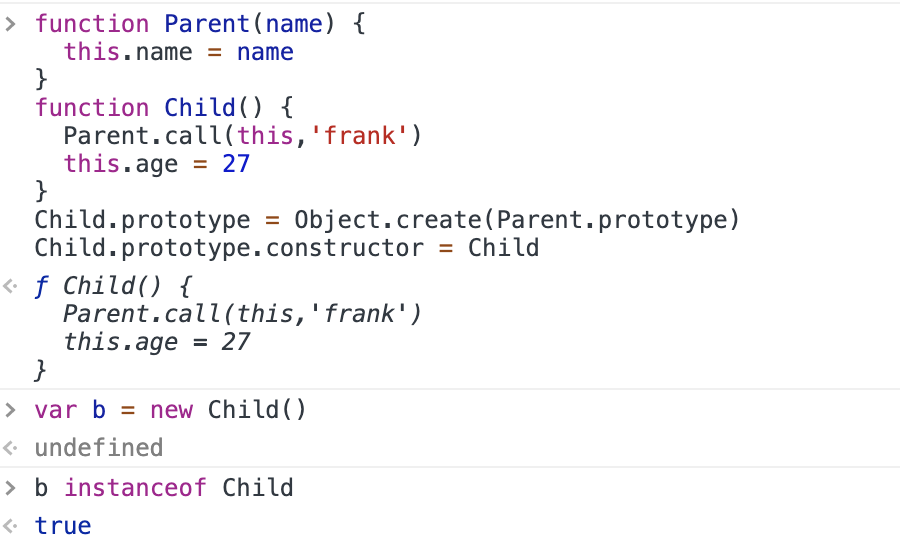 > function Parent(name) {
  this.name = name
}
function Child() {
  Parent.call(this,'frank')
  this.age = 27
}
Child.prototype = Object.create(Parent.prototype)
Child.prototype.constructor = Child
ƒ Child() {
  Parent.call(this,'frank')
  this.age = 27
}
> var b = new Child()
undefined
> b instanceof Child
true